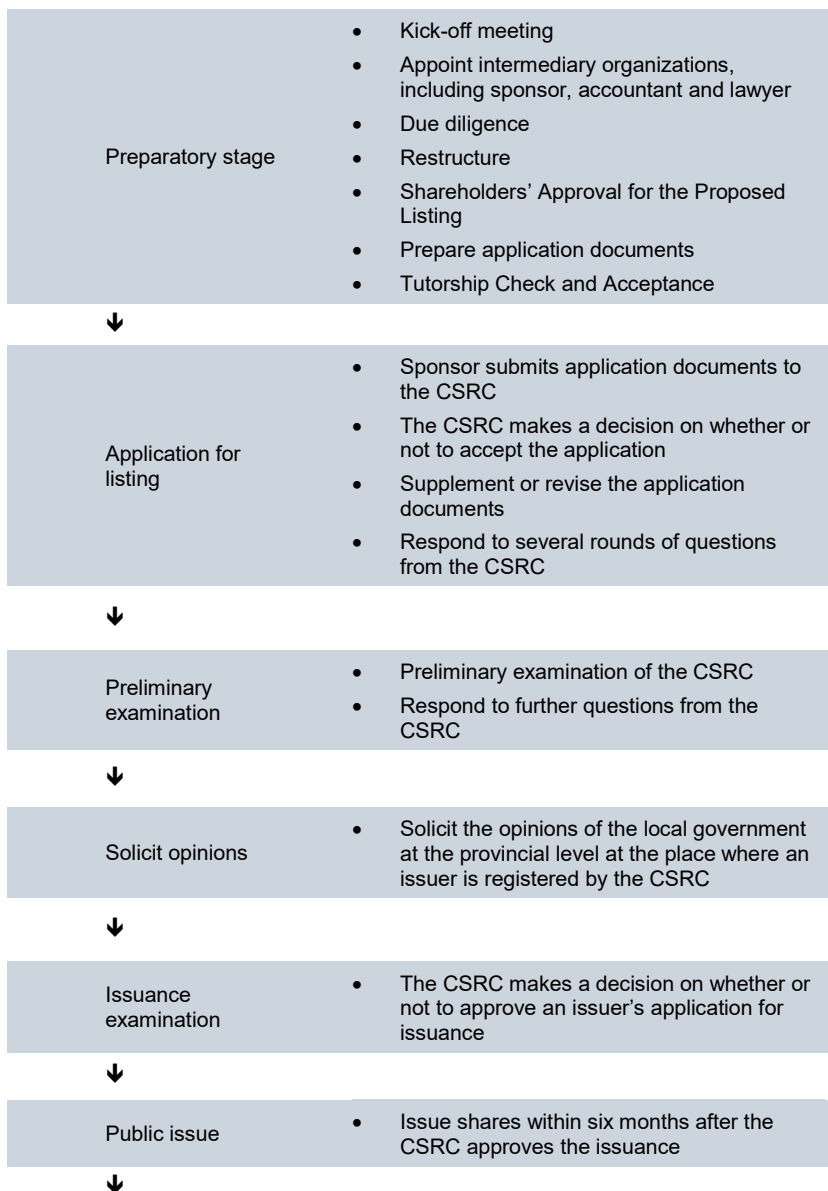 Preparatory stage
• Kick-off meeting
• Appoint intermediary organizations,
including sponsor, accountant and lawyer
• Due diligence
• Restructure
• Shareholders’ Approval for the Proposed
Listing
• Prepare application documents
• Tutorship Check and Acceptance
🡻
Application for
listing
• Sponsor submits application documents to
the CSRC
• The CSRC makes a decision on whether or
not to accept the application
• Supplement or revise the application
documents
• Respond to several rounds of questions
from the CSRC
🡻
Preliminary
examination
• Preliminary examination of the CSRC
• Respond to further questions from the
CSRC
🡻
Solicit opinions
• Solicit the opinions of the local government
at the provincial level at the place where an
issuer is registered by the CSRC
🡻
Issuance
examination
• The CSRC makes a decision on whether or
not to approve an issuer’s application for
issuance
🡻
Public issue
• Issue shares within six months after the
CSRC approves the issuance
🡻